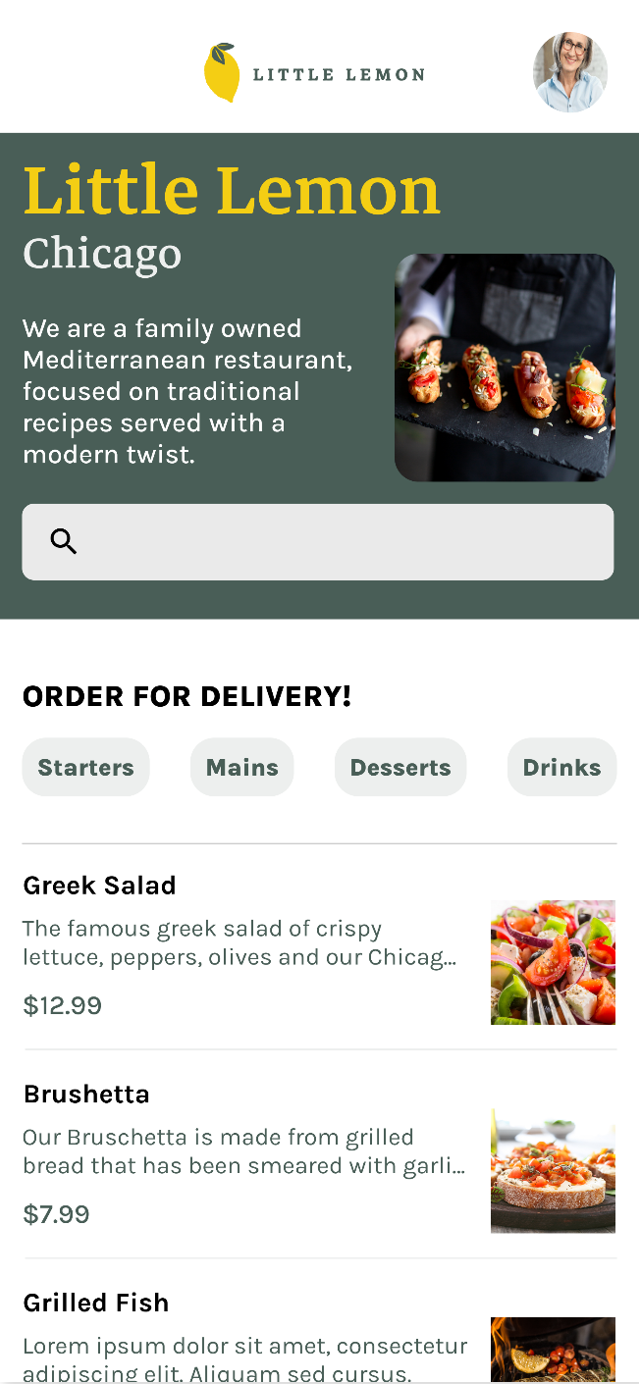 LITTLE LEMON
Little Lemon
Chicago
We are a family owned
Mediterranean restaurant,
focused on traditional
recipes served with a
modern twist.
ORDER FOR DELIVERY!
Starters Mains Desserts Drinks
Greek Salad
The famous greek salad of crispy
lettuce, peppers, olives and our Chicag...
$12.99
Brushetta
Our Bruschetta is made from grilled
bread that has been smeared with garli...
$7.99
Grilled Fish
Lorem ipsum dolor sit amet, consectetur
adipiscing elit. Aliquam sed cursus.